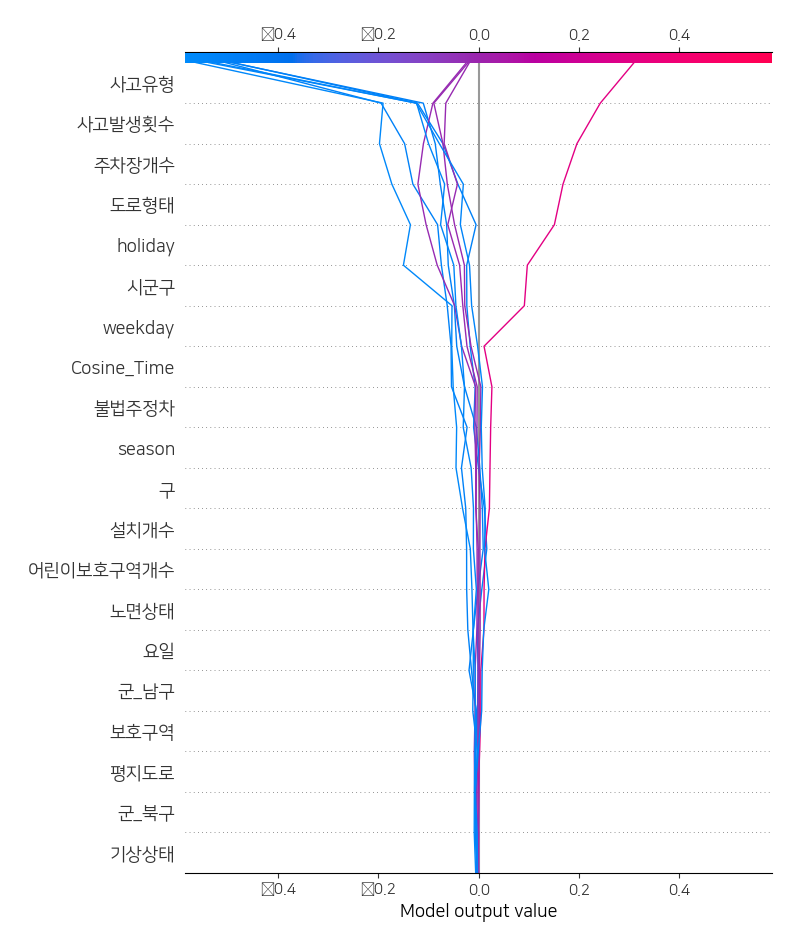 □0.4 □0.2 0.0 0.2 0.4
사고유형
사고발생횟수
주차장개수
도로형태
holiday
시군구
weekday
Cosine_Time
불법주정차
season
구
설치개수
어린이보호구역개수
노면상태
요일
군_남구
보호구역
평지도로
군_북구
기상상태
□0.4 □0.2 0.0 0.2 0.4
Model output value